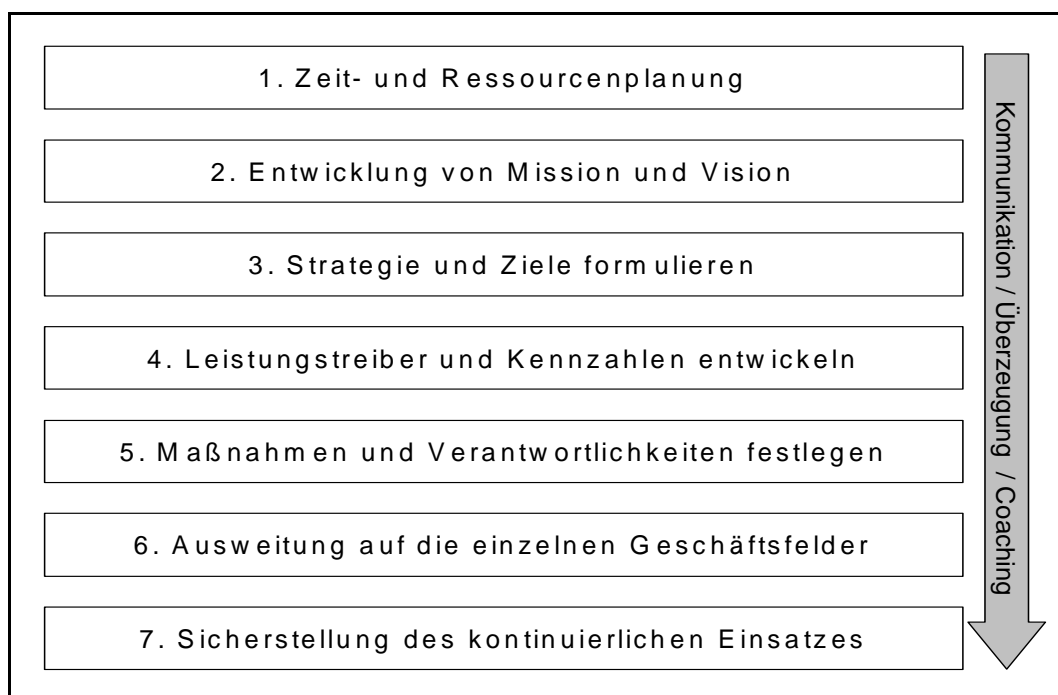 1. Zeit- und Ressourcenplanung
2. Entwicklung von Mission und Vision
3. Strategie und Ziele formulieren
4. Leistungstreiber und Kennzahlen entwickeln
5. Maßnahmen und Verantwortlichkeiten festlegen
6. Ausweitung auf die einzelnen Geschäftsfelder
7. Sicherstellung des kontinuierlichen Einsatzes
Kommunikation / Überzeugung / Coaching